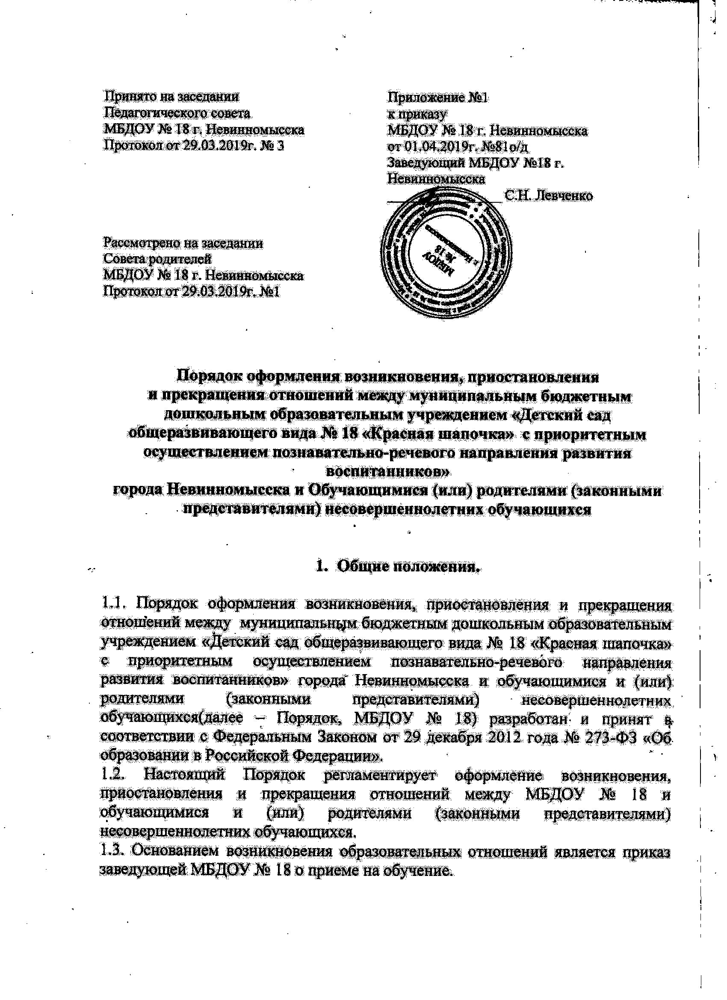 Принято на заседании
Педагогического совета
МБДОУ № 18 г. Невинномысска
Протокол от 29.03.2019г. № 3
Приложение №1
к приказу
МБДОУ № 18 г. Невинномысска
от 01.04.2019г. №81о/д
Заведующий МБДОУ №18 г.
Невинномысска
С.Н. Левченко
МБДОУ
№ 18
г. Невинномысска
Рассмотрено на заседании
Совета родителей
МБДОУ № 18 г. Невинномысска
Протокол от 29.03.2019г. №1
Порядок оформления возникновения, приостановления
и прекращения отношений между муниципальным бюджетным
дошкольным образовательным учреждением «Детский сад
общеразвивающего вида № 18 «Красная шапочка» с приоритетным
осуществлением познавательно-речевого направления развития
воспитанников»
города Невинномысска и Обучающимися (или) родителями (законными
представителями) несовершеннолетних обучающихся
1. Общие положения.
1.1. Порядок оформления возникновения, приостановления и прекращения
отношений между муниципальным бюджетным дошкольным образовательным
учреждением «Детский сад общеразвивающего вида № 18 «Красная шапочка»
с приоритетным осуществлением познавательно-речевого направления
развития воспитанников» города Невинномысска и обучающимися и (или)
родителями (законными представителями) несовершеннолетних
обучающихся(далее – Порядок, МБДОУ № 18) разработан и принят в
соответствии с Федеральным Законом от 29 декабря 2012 года № 273-ФЗ «Об
образовании в Российской Федерации».
1.2. Настоящий Порядок регламентирует оформление возникновения,
приостановления и прекращения отношений между МБДОУ № 18 и
обучающимися и (или) родителями (законными представителями)
несовершеннолетних обучающихся.
1.3. Основанием возникновения образовательных отношений является приказ
заведующей МБДОУ № 18 о приеме на обучение.